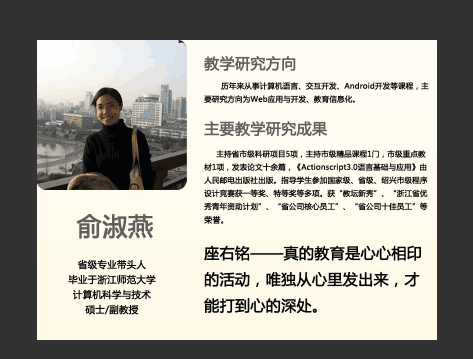 俞淑燕
省级专业带头人
毕业于浙江师范大学
计算机科学与技术
硕士/副教授
教学研究方向
历年来从事计算机语言、交互开发、Android开发等课程，主
要研究方向为Web应用与开发、教育信息化。
主要教学研究成果
主持省市级科研项目5项，主持市级精品课程1门，市级重点教
材1项，发表论文十余篇，《Actionscript3.0语言基础与应用》由
人民邮电出版社出版。指导学生参加国家级、省级、绍兴市级程序
设计竞赛获一等奖、特等奖等多项。获“教坛新秀”、“浙江省优
秀青年资助计划”、“省公司核心员工”、“省公司十佳员工”等
荣誉。
座右铭——真的教育是心心相印
的活动，唯独从心里发出来，才
能打到心的深处。